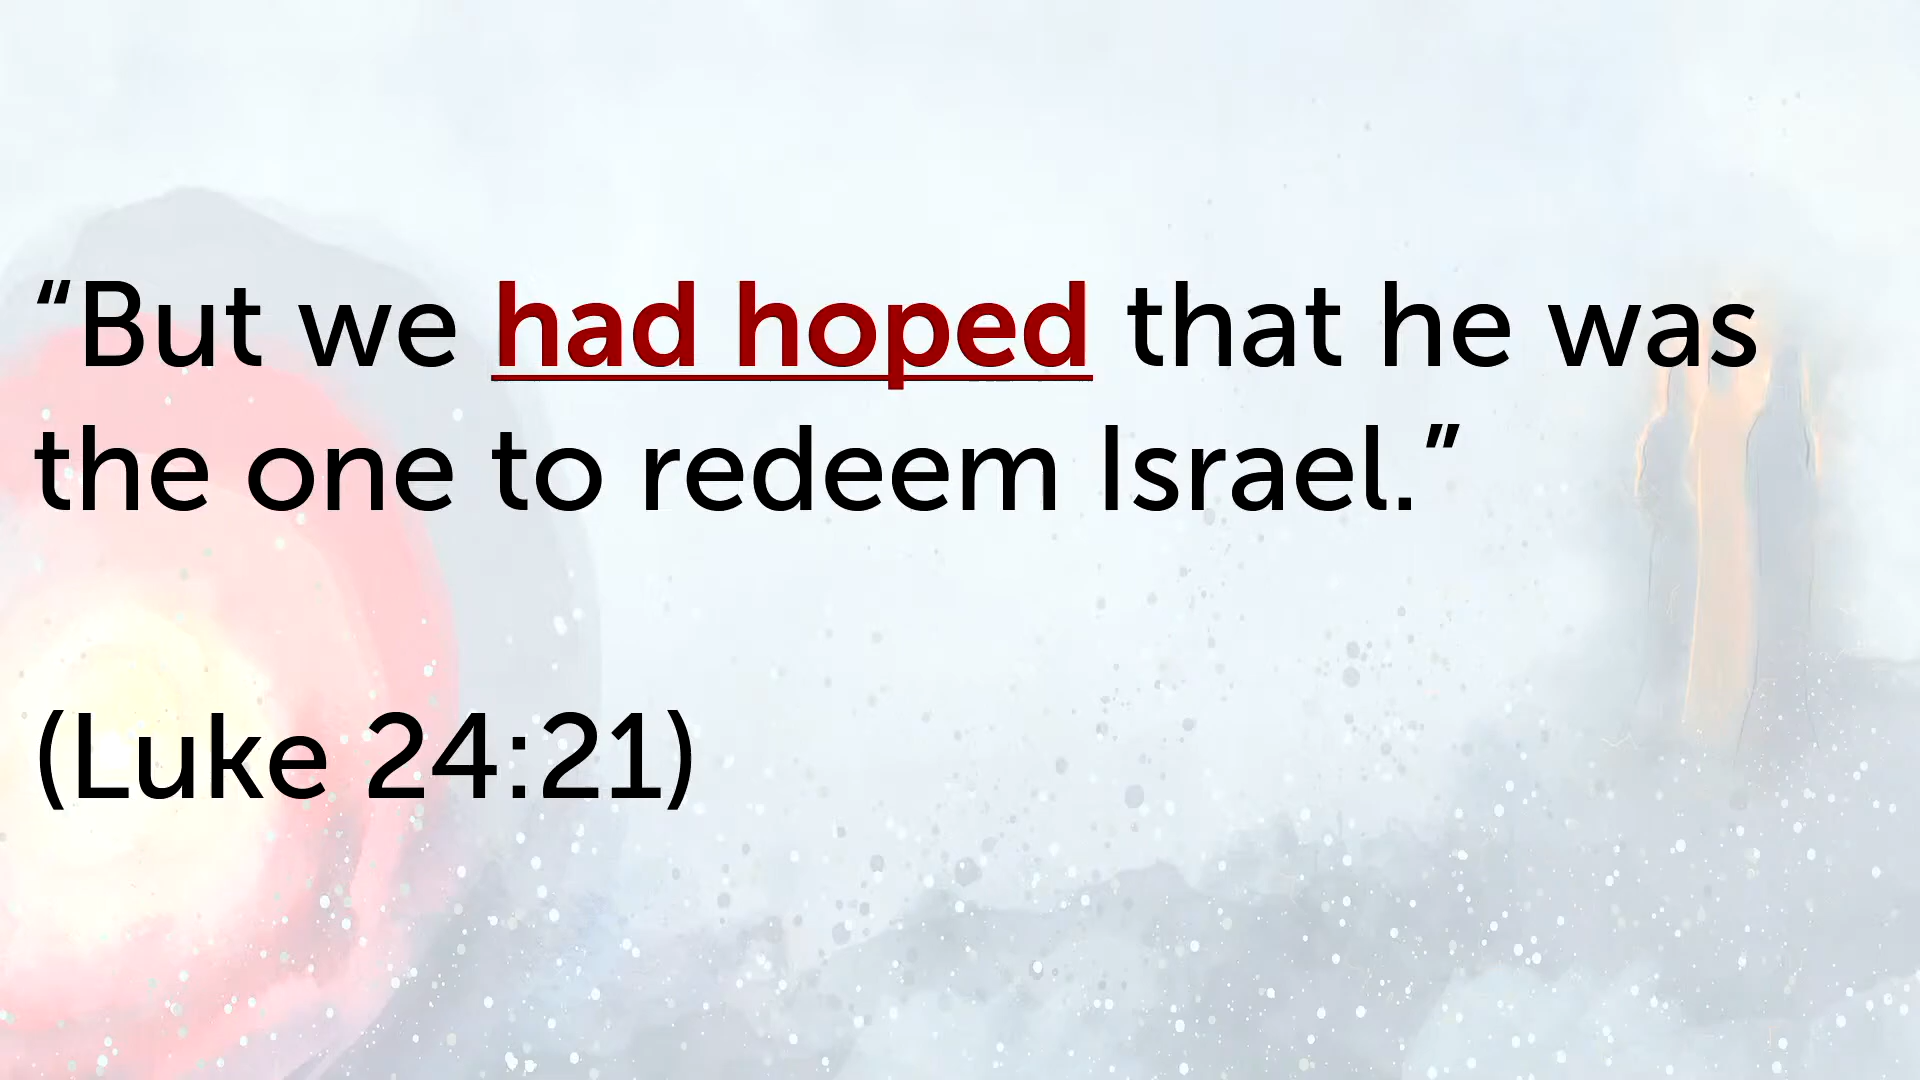 “But we had hoped that he was
the one to redeem Israel.”
(Luke 24:21)